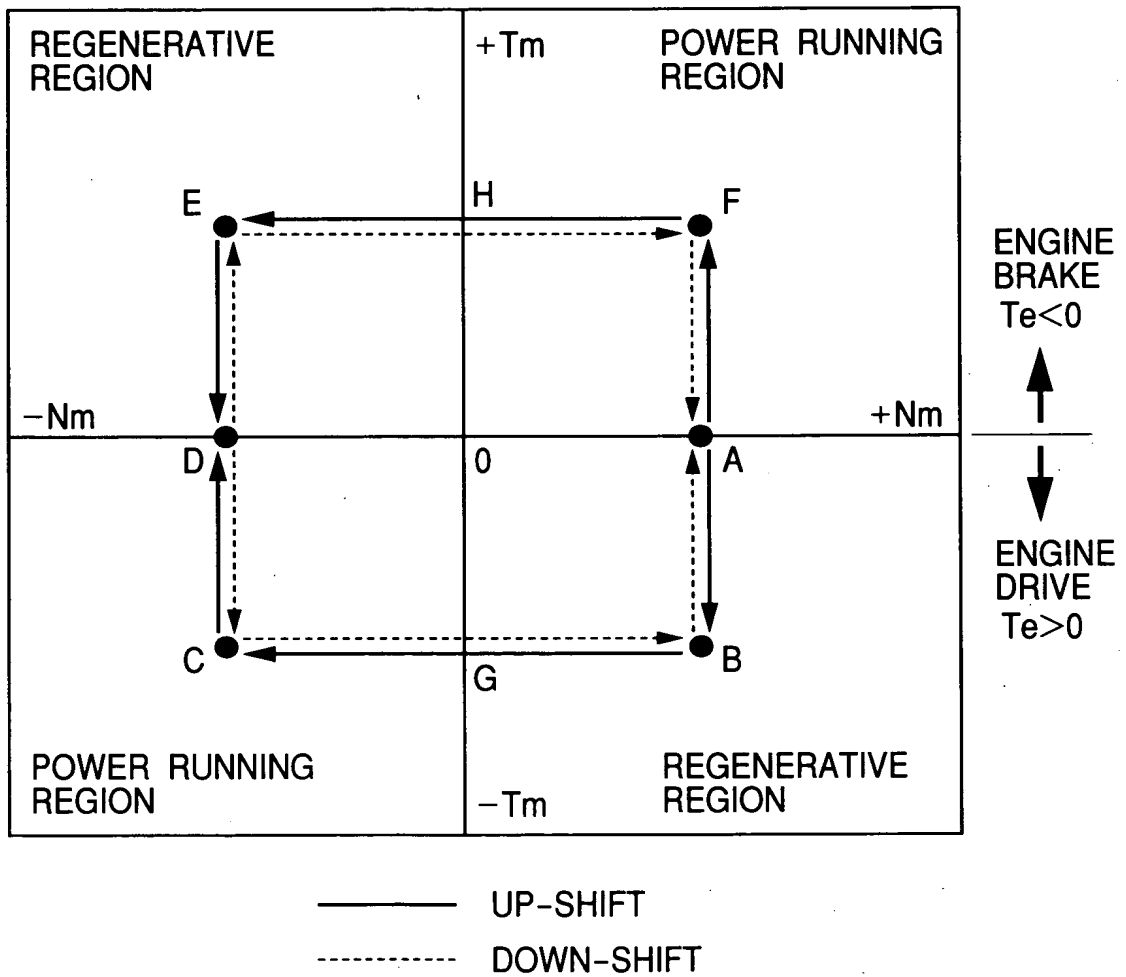 REGENERATIVE
REGION
+Tm
POWER RUNNING
REGION
E
H
F
ENGINE
BRAKE
Te<0
−Nm
+Nm
D
0
A
ENGINE
DRIVE
Te>0
C
G
B
POWER RUNNING
REGION
−Tm
REGENERATIVE
REGION
UP-SHIFT
DOWN-SHIFT